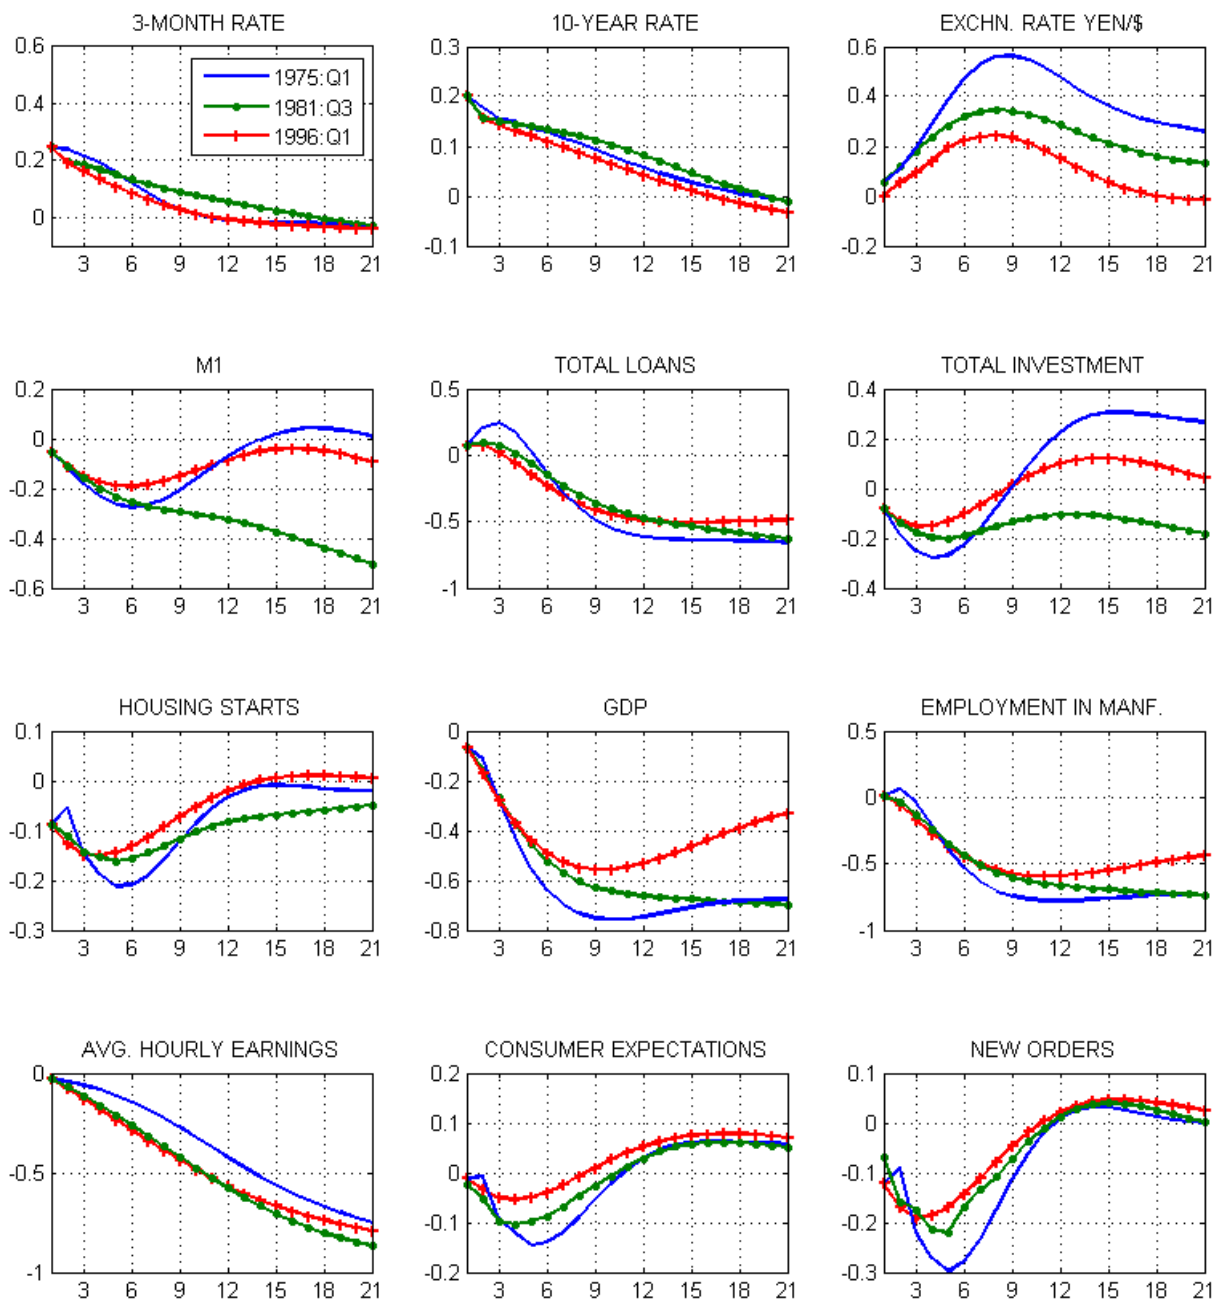 3-MONTH RATE 10-YEAR RATE EXCHN. RATE YEN/$
0.6 0.3 0.6
1975:Q1
1981:Q3
1996:Q1
0.4 0.2 0.4
0.2 0.1 0.2
0 0 0
-0.1 -0.2
3 6 9 12 15 18 21 3 6 9 12 15 18 21 3 6 9 12 15 18 21
M1 TOTAL LOANS TOTAL INVESTMENT
0.2 0.5 0.4
0 0 0.2
-0.2 -0.5 0
-0.4 -1 -0.2
-0.6 -0.4
3 6 9 12 15 18 21 3 6 9 12 15 18 21 3 6 9 12 15 18 21
HOUSING STARTS GDP EMPLOYMENT IN MANF.
0.1 0 0.5
0 -0.2 0
-0.1 -0.4 -0.5
-0.2 -0.6 -1
-0.3 -0.8
3 6 9 12 15 18 21 3 6 9 12 15 18 21 3 6 9 12 15 18 21
AVG. HOURLY EARNINGS CONSUMER EXPECTATIONS NEW ORDERS
0 0.2 0.1
-0.5 0.1 0
-1 0 -0.1
-0.1 -0.2
-0.2 -0.3
3 6 9 12 15 18 21 3 6 9 12 15 18 21 3 6 9 12 15 18 21